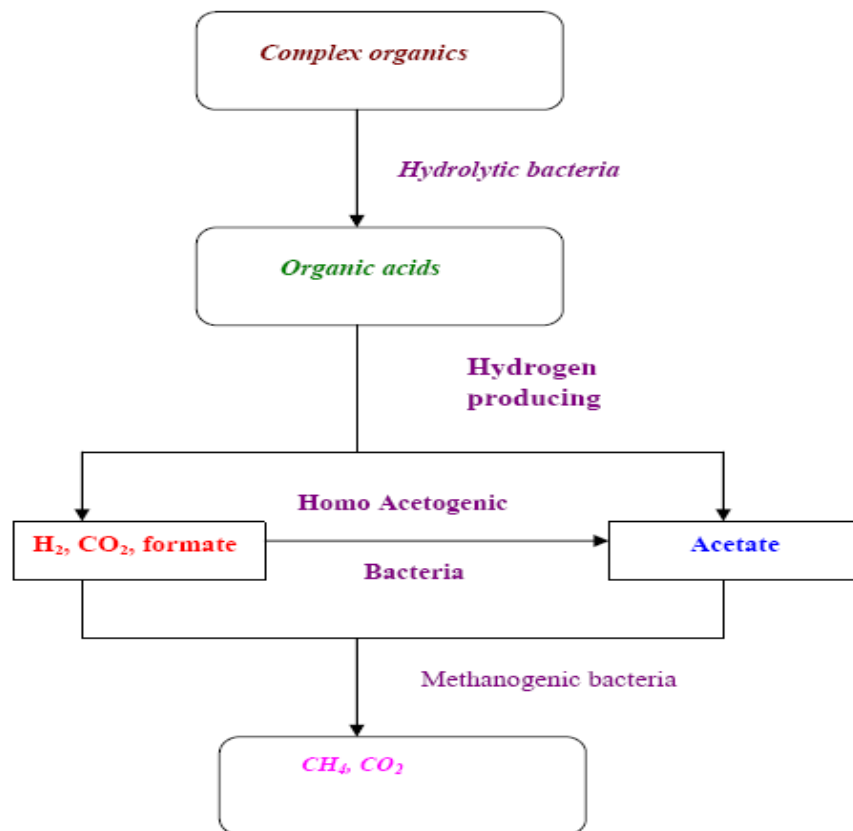 Complex organics
Hydrolytic bacteria
Organic acids
Hydrogen
producing
Homo Acetogenic
H₂, CO₂, formate
Acetate
Bacteria
Methanogenic bacteria
CH₄, CO₂